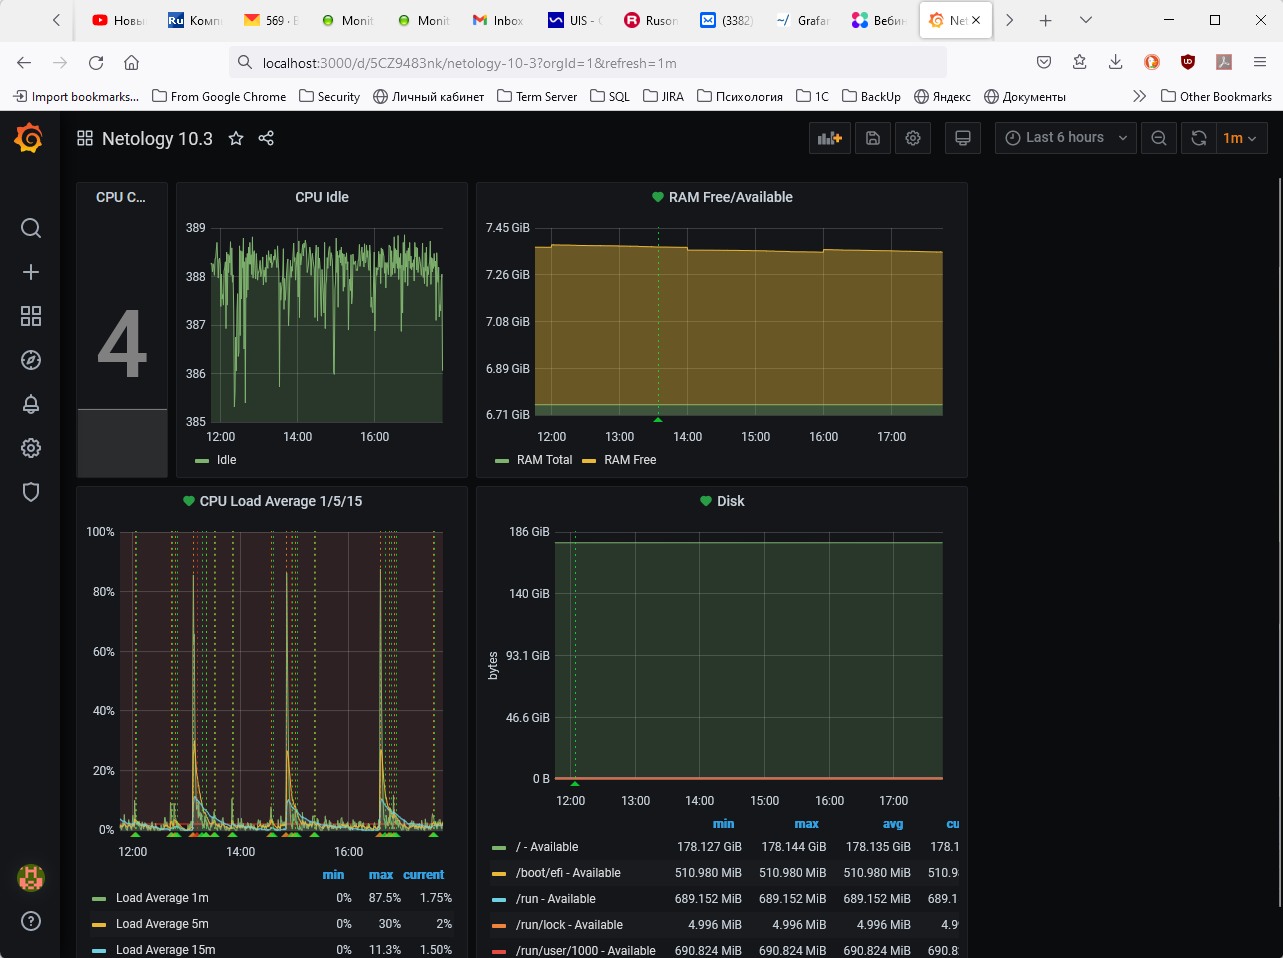 Новы Ru Комп 569 · Monit Monit Inbox UIS - Ruson (3382) Grafan Вебин Net
localhost:3000/d/5CZ9483nk/netology-10-3?orgId=1&refresh=1m
Import bookmarks... From Google Chrome Security Личный кабинет Term Server SQL JIRA Психология 1C BackUp Яндекс Документы Other Bookmarks
Netology 10.3 Last 6 hours 1m
CPU C...
4
CPU Idle
389
388
387
386
385
12:00 14:00 16:00
Idle
RAM Free/Available
7.45 GiB
7.26 GiB
7.08 GiB
6.89 GiB
6.71 GiB
12:00 13:00 14:00 15:00 16:00 17:00
RAM Total RAM Free
CPU Load Average 1/5/15
100%
80%
60%
40%
20%
0%
12:00 14:00 16:00
min max current
Load Average 1m 0% 87.5% 1.75%
Load Average 5m 0% 30% 2%
Load Average 15m 0% 11.3% 1.50%
Disk
bytes
186 GiB
140 GiB
93.1 GiB
46.6 GiB
0 B
12:00 13:00 14:00 15:00 16:00 17:00
min max avg cu
/ - Available 178.127 GiB 178.144 GiB 178.135 GiB 178.1
/boot/efi - Available 510.980 MiB 510.980 MiB 510.980 MiB 510.9
/run - Available 689.152 MiB 689.152 MiB 689.152 MiB 689.1
/run/lock - Available 4.996 MiB 4.996 MiB 4.996 MiB 4.9
/run/user/1000 - Available 690.824 MiB 690.824 MiB 690.824 MiB 690.8